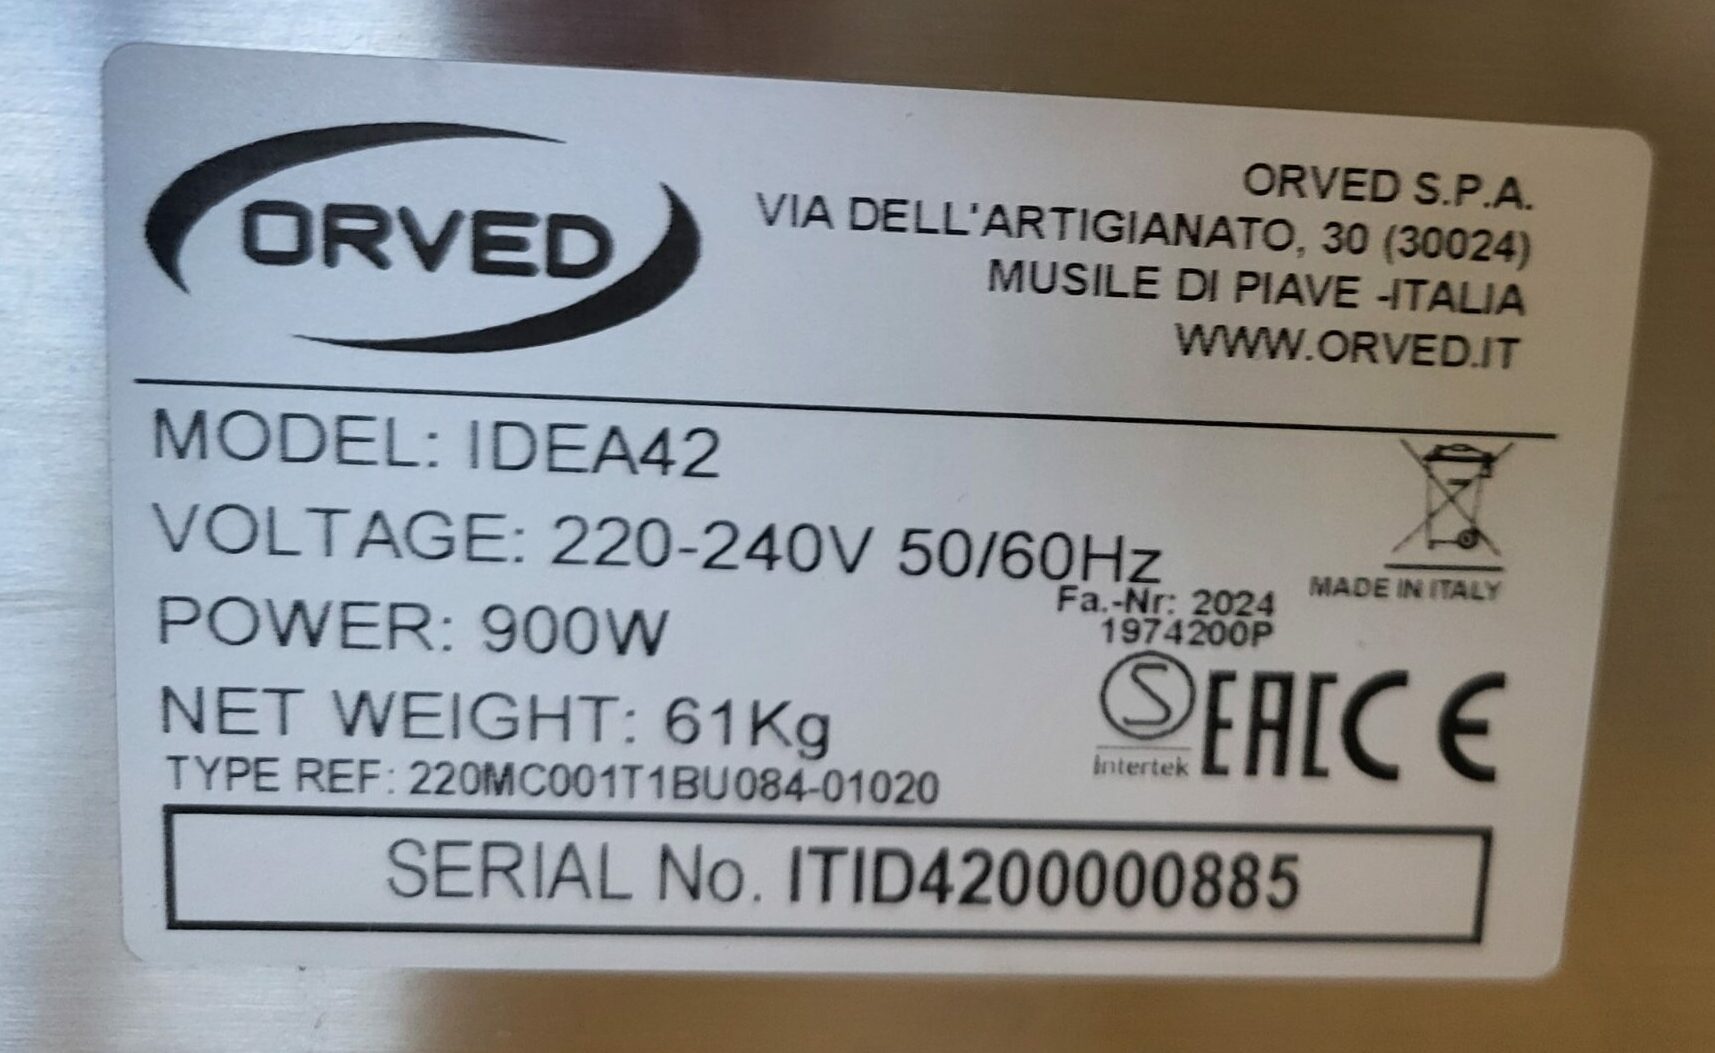 ORVED
ORVED S.P.A.
VIA DELL'ARTIGIANATO, 30 (30024)
MUSILE DI PIAVE -ITALIA
WWW.ORVED.IT
MODEL: IDEA42
VOLTAGE: 220-240V 50/60Hz
MADE IN ITALY
Fa.-Nr: 2024
1974200P
POWER: 900W
NET WEIGHT: 61Kg
S
intertek
EAC CE
TYPE REF: 220MC001T1BU084-01020
SERIAL No. ITID4200000885